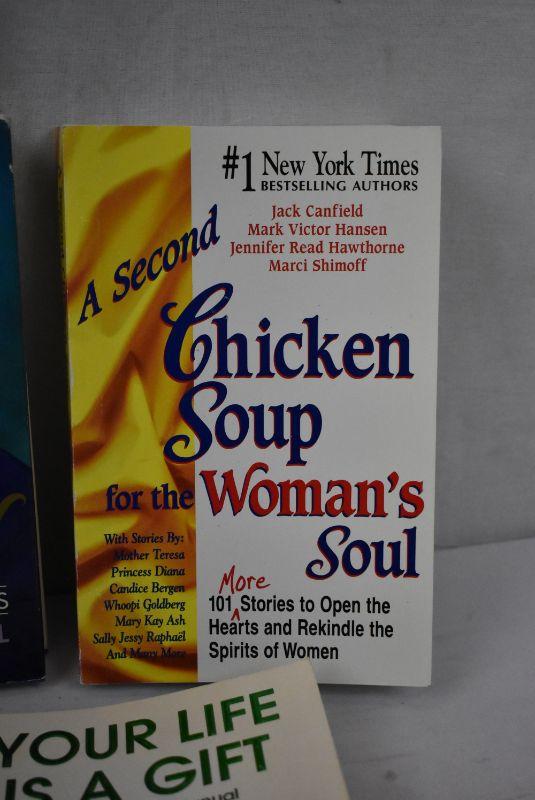 #1 New York Times
BESTSELLING AUTHORS
Jack Canfield
Mark Victor Hansen
Jennifer Read Hawthorne
Marci Shimoff
A Second
Chicken
Soup
for the Woman's
Soul
With Stories By:
Mother Teresa
Princess Diana
Candice Bergen
Whoopi Goldberg
Mary Kay Ash
Sally Jessy Raphaël
And Many More
More
101 Stories to Open the
Hearts and Rekindle the
Spirits of Women
YOUR LIFE
IS A GIFT